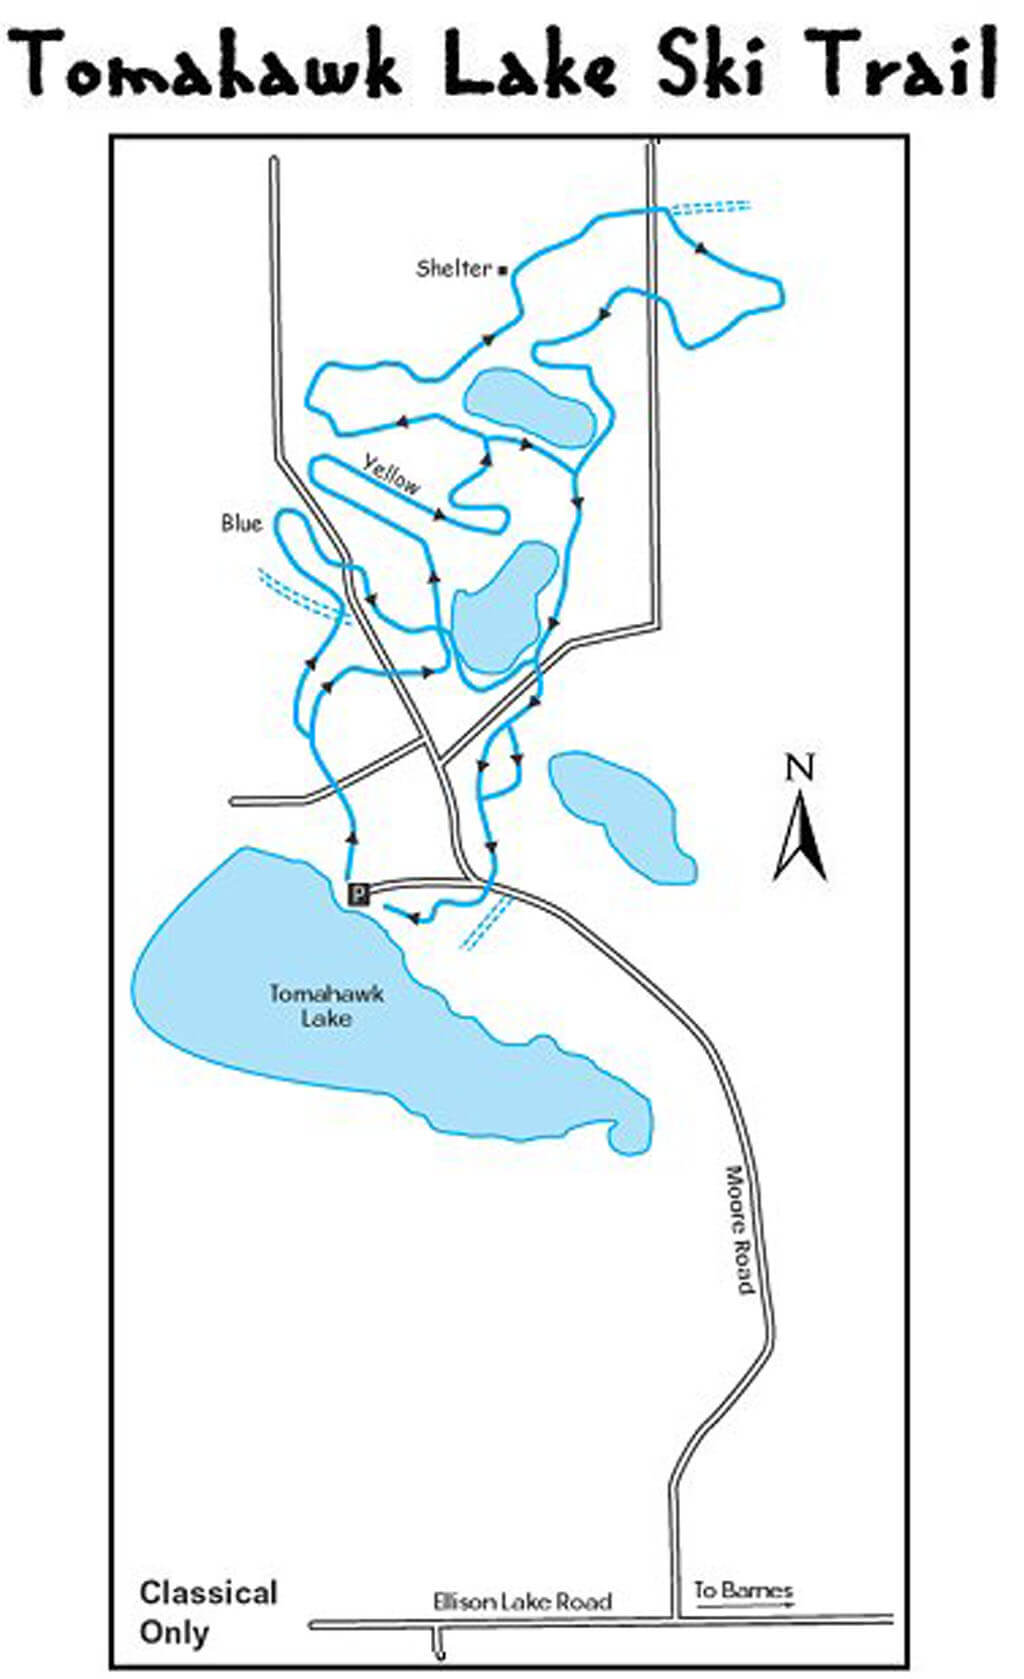 Tomahawk Lake Ski Trail
Shelter
Yellow
Blue
N
P
Tomahawk
Lake
Moore Road
Classical
Only
Ellison Lake Road
To Barnes